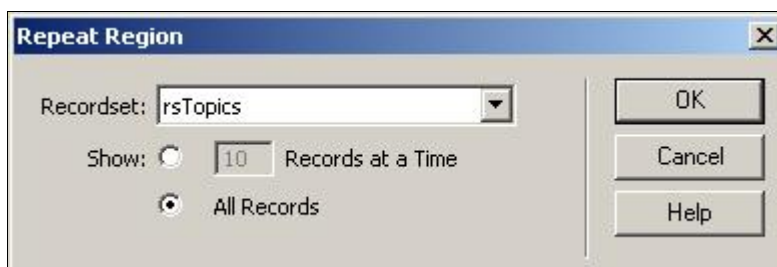 Repeat Region
Recordset: rsTopics
Show: 10 Records at a Time
All Records
OK
Cancel
Help